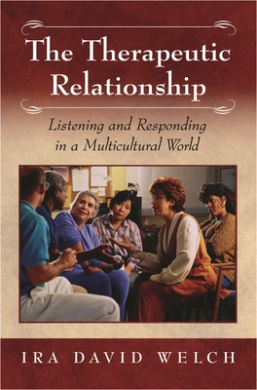 The Therapeutic
Relationship
Listening and Responding
in a Multicultural World
IRA DAVID WELCH